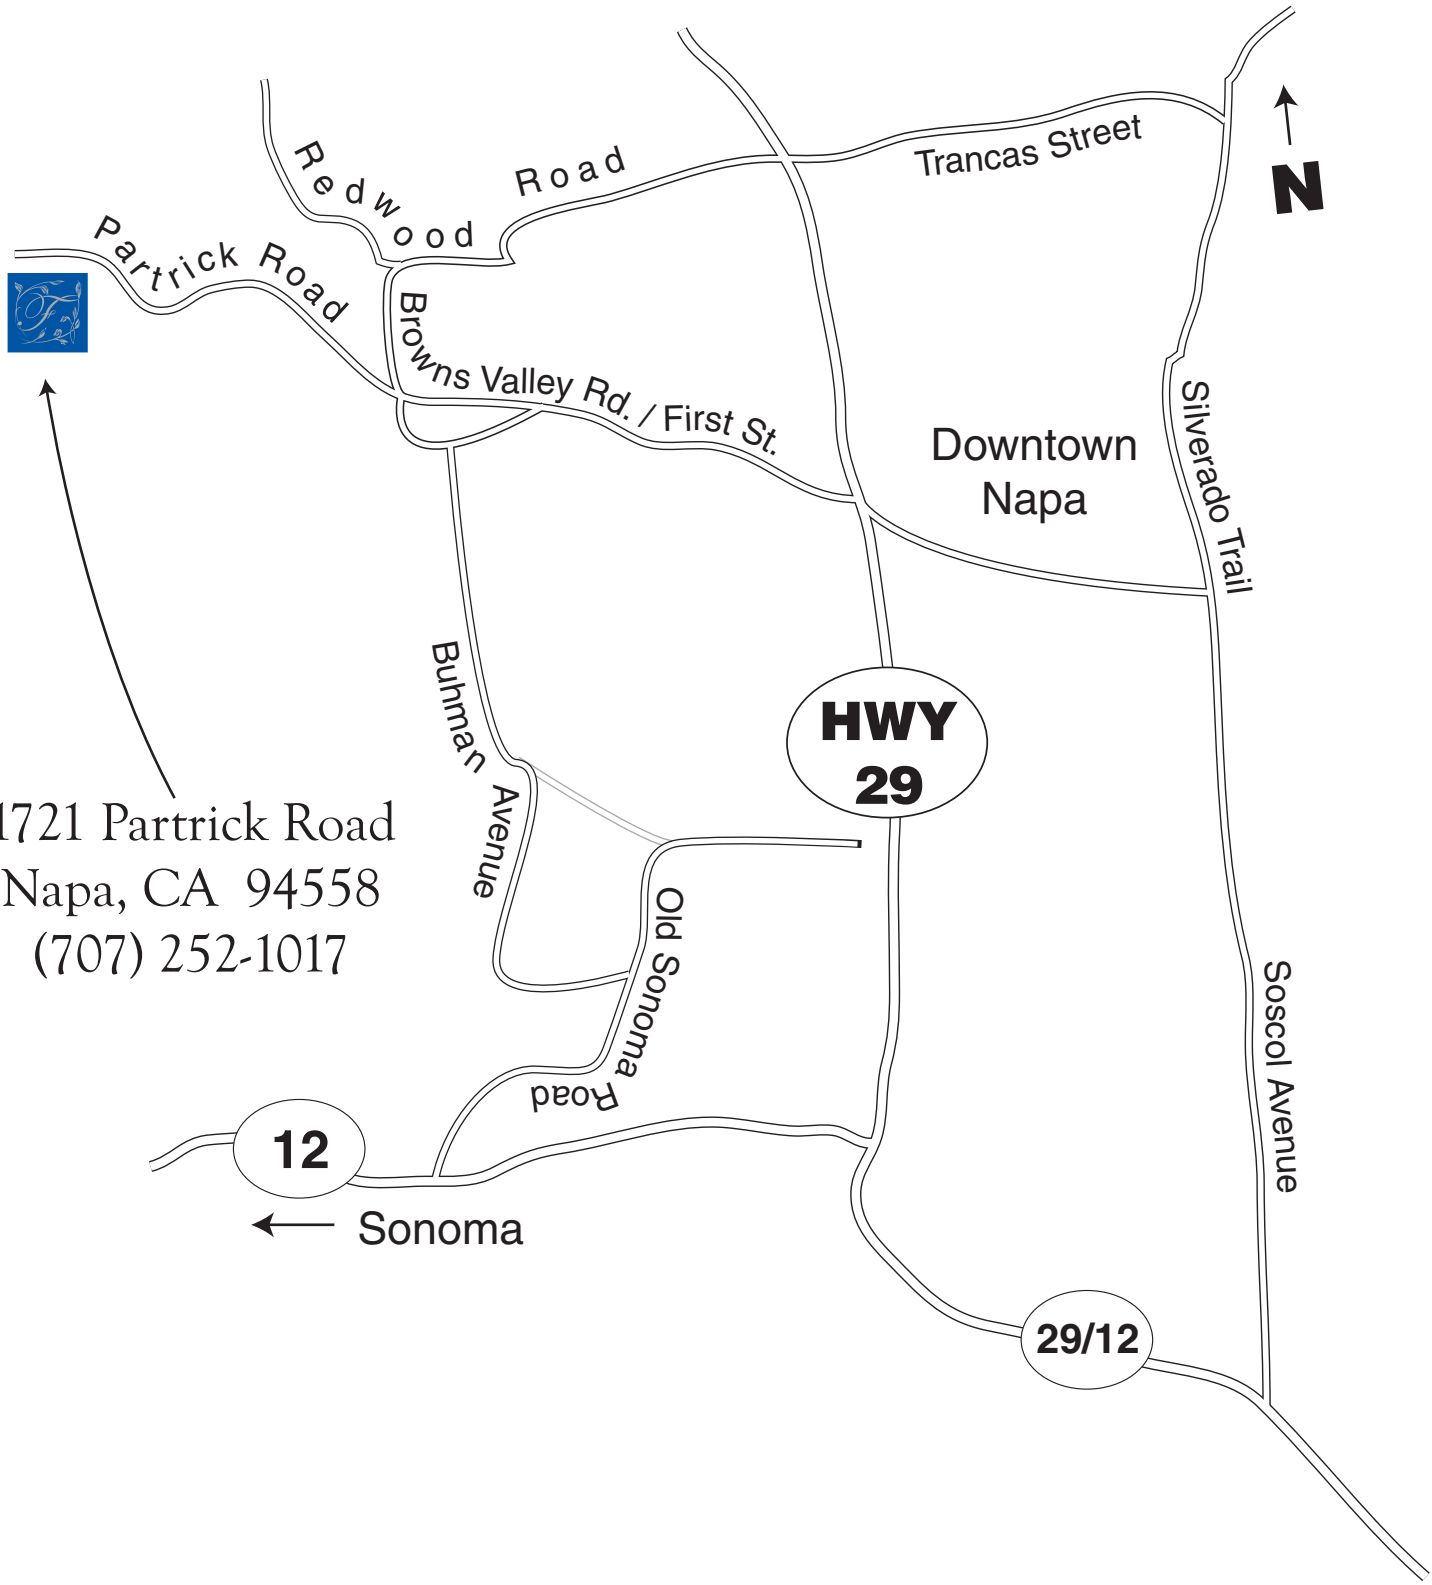 Redwood Road
Trancas Street
N
Partrick Road
F
Browns Valley Rd. / First St.
Downtown
Napa
Silverado Trail
Buhman Avenue
HWY
29
1721 Partrick Road
Napa, CA 94558
(707) 252-1017
Old Sonoma Road
Soscol Avenue
12
Sonoma
29/12